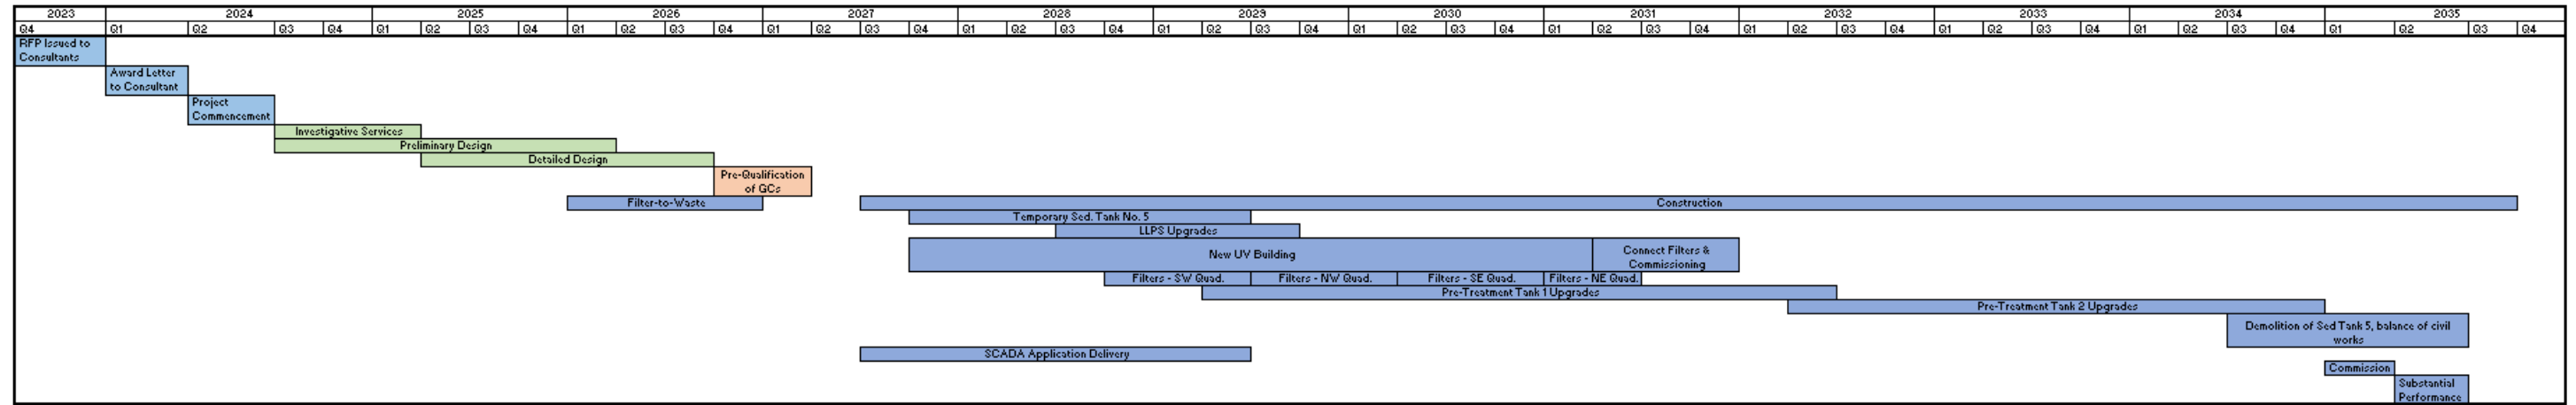 2023 2024 2025 2026 2027 2028 2029 2030 2031 2032 2033 2034 2035
Q4 Q1 Q2 Q3 Q4 Q1 Q2 Q3 Q4 Q1 Q2 Q3 Q4 Q1 Q2 Q3 Q4 Q1 Q2 Q3 Q4 Q1 Q2 Q3 Q4 Q1 Q2 Q3 Q4 Q1 Q2 Q3 Q4 Q1 Q2 Q3 Q4 Q1 Q2 Q3 Q4 Q1 Q2 Q3 Q4 Q1 Q2 Q3 Q4
RFP Issued to
Consultants
Award Letter
to Consultant
Project
Commencement
Investigative Services
Preliminary Design
Detailed Design
Pre-Qualification
of GCs
Filter-to-Waste
Construction
Temporary Sed. Tank No. 5
LLPS Upgrades
New UV Building
Connect Filters &
Commissioning
Filters - SW Quad.
Filters - NW Quad.
Filters - SE Quad.
Filters - NE Quad.
Pre-Treatment Tank 1 Upgrades
Pre-Treatment Tank 2 Upgrades
Demolition of Sed Tank 5, balance of civil
works
SCADA Application Delivery
Commission
Substantial
Performance